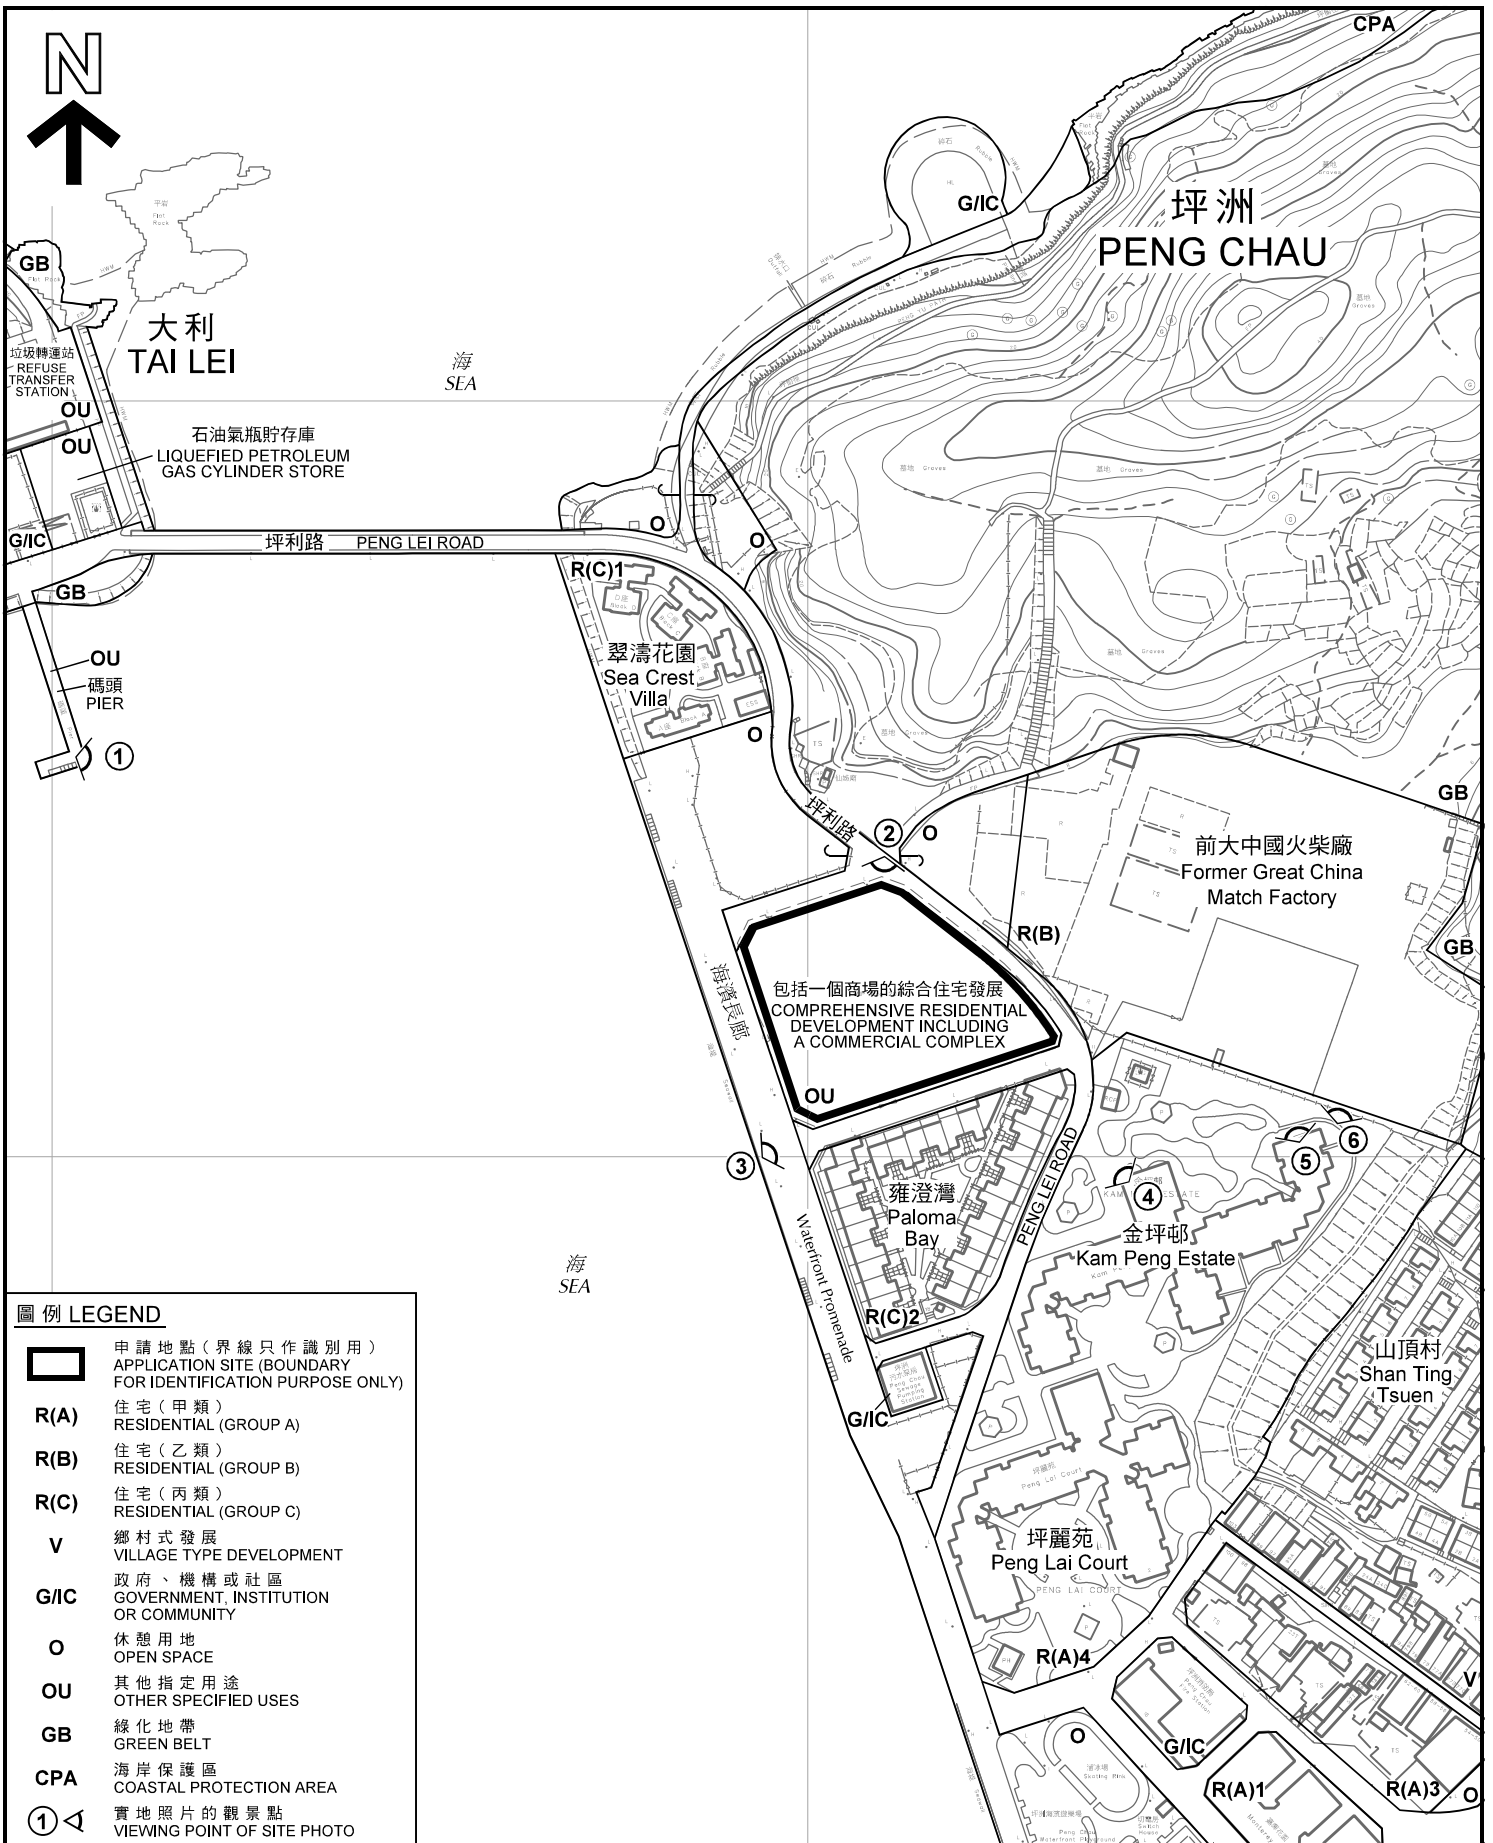 N
CPA
G/IC
坪洲
PENG CHAU
GB
大利
TAI LEI
垃圾轉運站
REFUSE
TRANSFER
STATION
OU
OU
石油氣瓶貯存庫
LIQUEFIED PETROLEUM
GAS CYLINDER STORE
海
SEA
G/IC
坪利路 PENG LEI ROAD
GB
OU
碼頭
PIER
1
O
O
R(C)1
翠濤花園
Sea Crest
Villa
O
坪利路
2
O
GB
前大中國火柴廠
Former Great China
Match Factory
R(B)
GB
海濱長廊
包括一個商場的綜合住宅發展
COMPREHENSIVE RESIDENTIAL
DEVELOPMENT INCLUDING
A COMMERCIAL COMPLEX
OU
3
PENG LEI ROAD
6
5
4
雍澄灣
Paloma
Bay
金坪邨
Kam Peng Estate
Waterfront Promenade
海
SEA
R(C)2
G/IC
山頂村
Shan Ting
Tsuen
坪麗苑
Peng Lai Court
PENG LAI COURT
R(A)4
V
O
G/IC
R(A)1
R(A)3
O
圖例 LEGEND
申請地點（界線只作識別用）
APPLICATION SITE (BOUNDARY
FOR IDENTIFICATION PURPOSE ONLY)
R(A) 住宅（甲類）
RESIDENTIAL (GROUP A)
R(B) 住宅（乙類）
RESIDENTIAL (GROUP B)
R(C) 住宅（丙類）
RESIDENTIAL (GROUP C)
V 鄉村式發展
VILLAGE TYPE DEVELOPMENT
G/IC 政府、機構或社區
GOVERNMENT, INSTITUTION
OR COMMUNITY
O 休憩用地
OPEN SPACE
OU 其他指定用途
OTHER SPECIFIED USES
GB 綠化地帶
GREEN BELT
CPA 海岸保護區
COASTAL PROTECTION AREA
1 實地照片的觀景點
VIEWING POINT OF SITE PHOTO